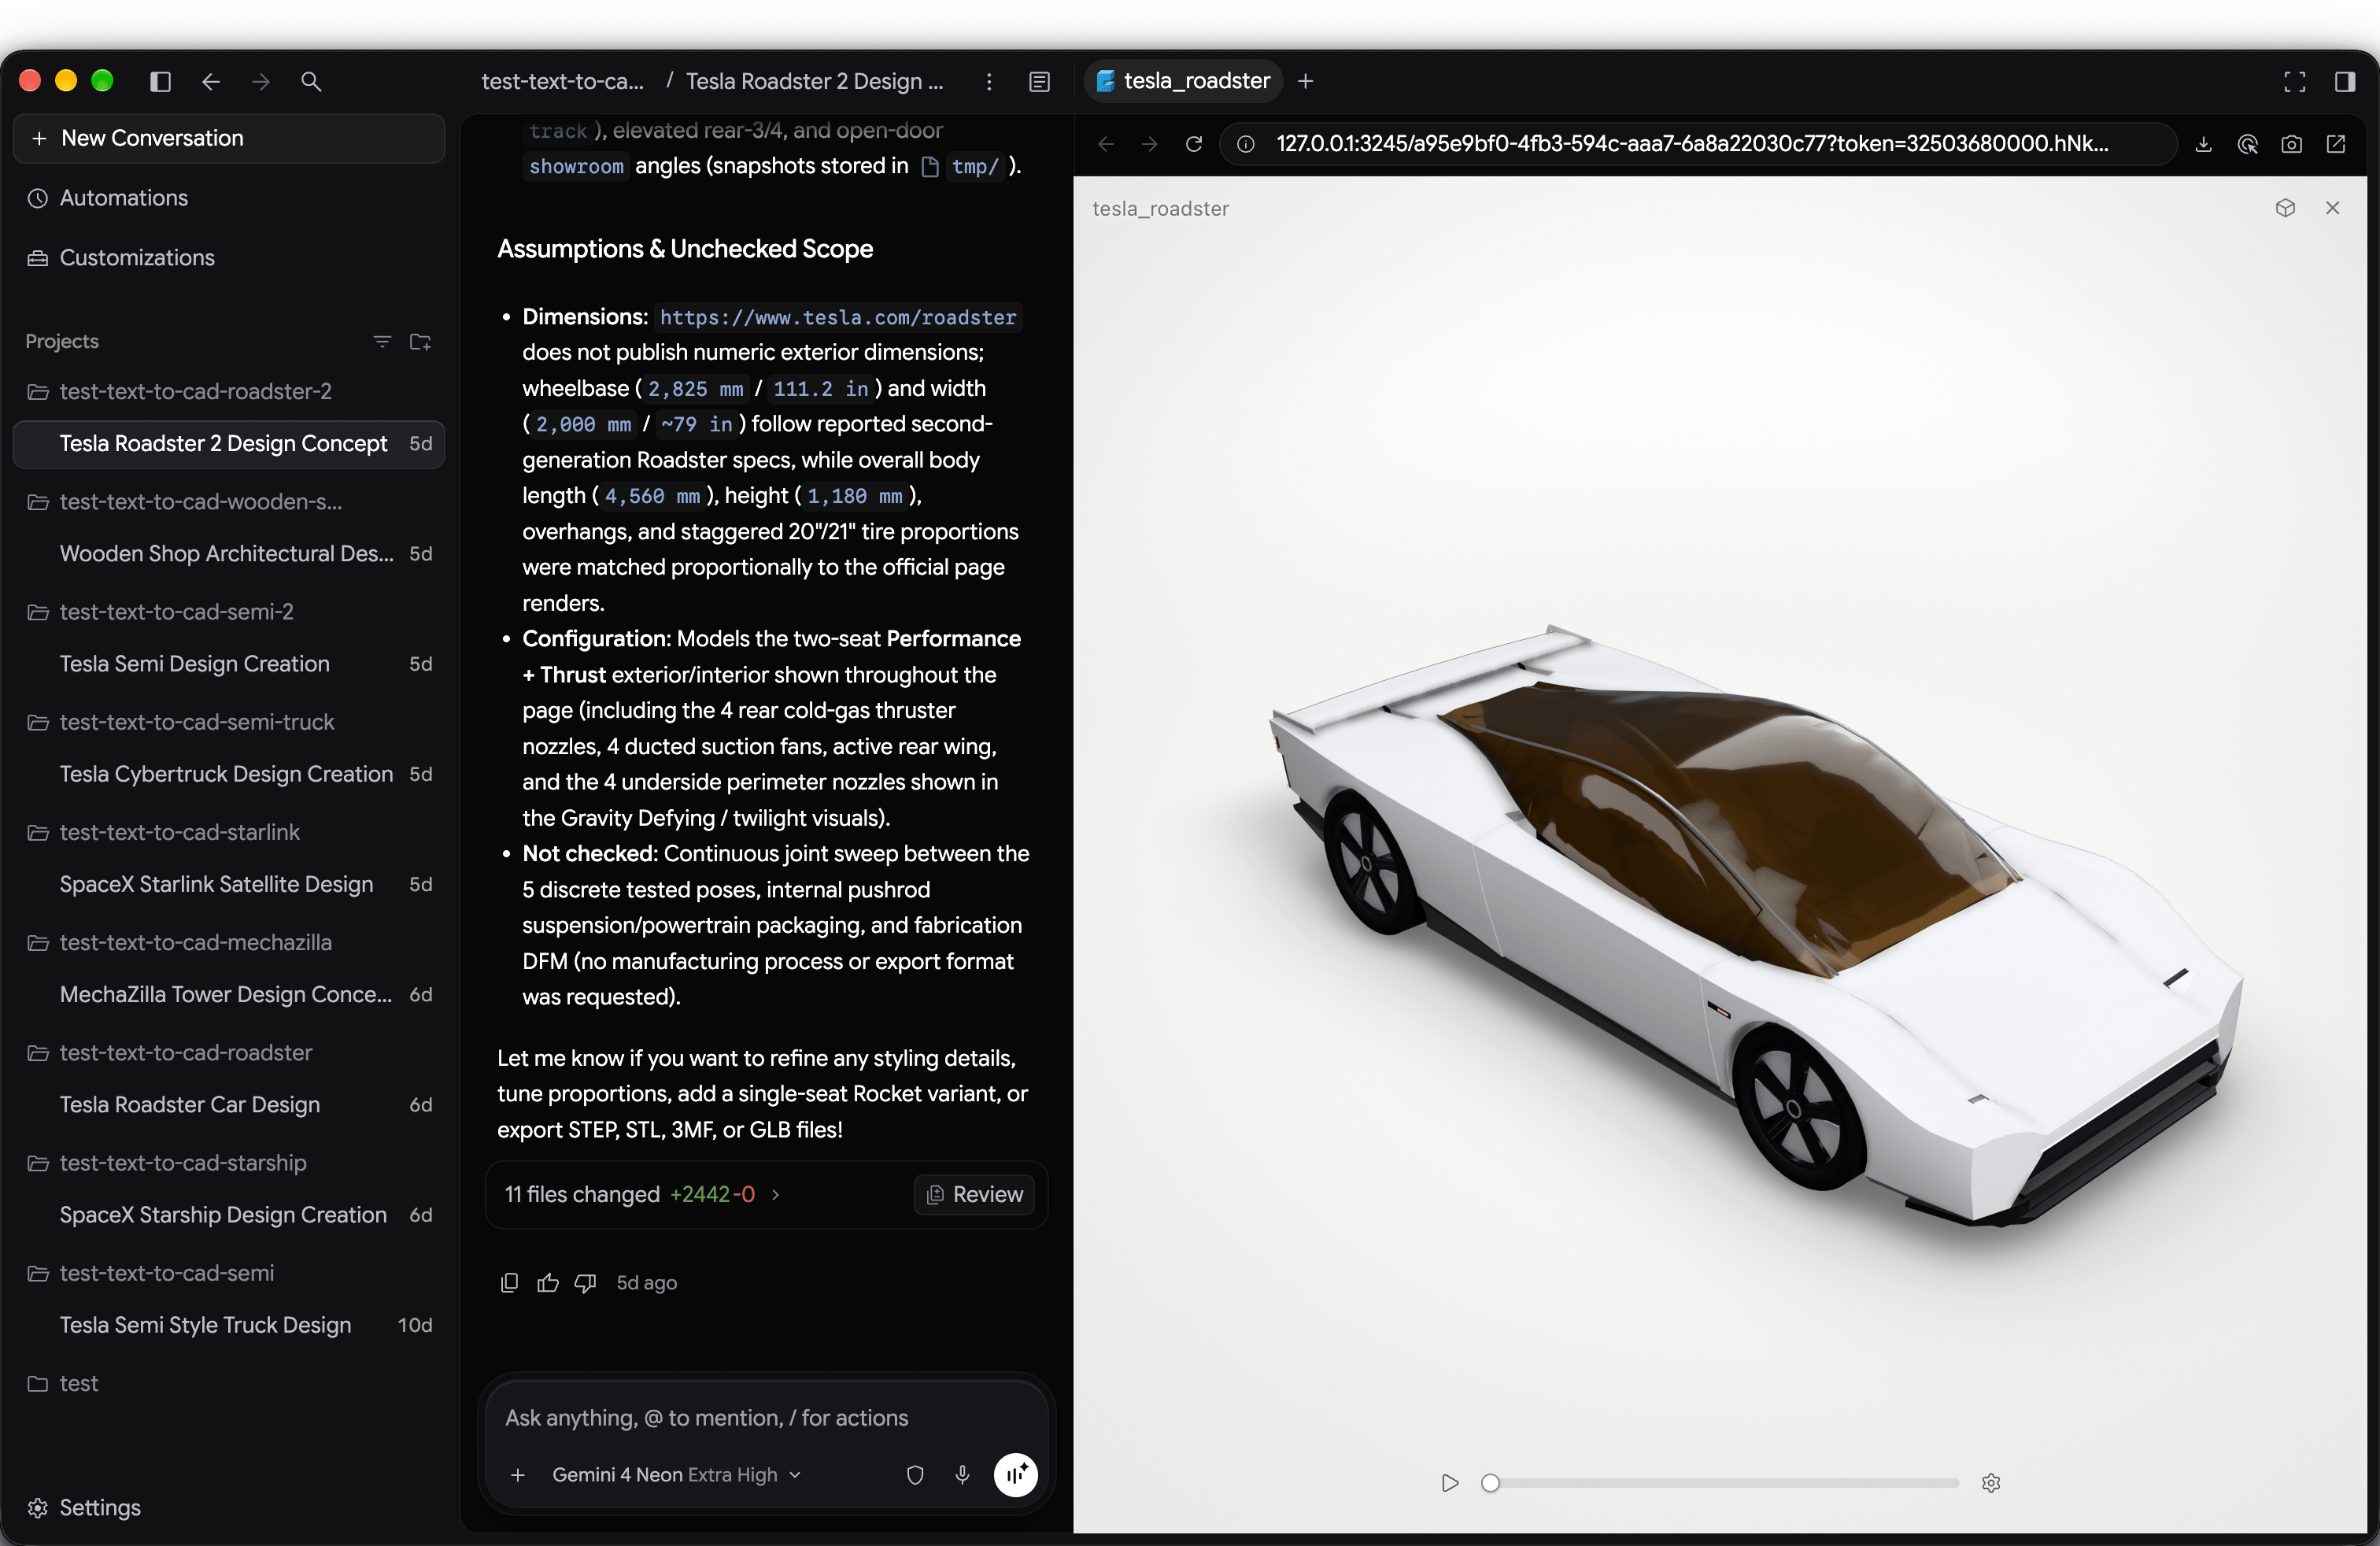 test-text-to-ca... / Tesla Roadster 2 Design ...
tesla_roadster
New Conversation
Automations
Customizations
Projects
test-text-to-cad-roadster-2
Tesla Roadster 2 Design Concept 5d
test-text-to-cad-wooden-s...
Wooden Shop Architectural Des... 5d
test-text-to-cad-semi-2
Tesla Semi Design Creation 5d
test-text-to-cad-semi-truck
Tesla Cybertruck Design Creation 5d
test-text-to-cad-starlink
SpaceX Starlink Satellite Design 5d
test-text-to-cad-mechazilla
MechaZilla Tower Design Conce... 6d
test-text-to-cad-roadster
Tesla Roadster Car Design 6d
test-text-to-cad-starship
SpaceX Starship Design Creation 6d
test-text-to-cad-semi
Tesla Semi Style Truck Design 10d
test
Settings
track ), elevated rear-3/4, and open-door
showroom angles (snapshots stored in tmp/ ).
Assumptions & Unchecked Scope
• Dimensions: https://www.tesla.com/roadster
does not publish numeric exterior dimensions;
wheelbase ( 2,825 mm / 111.2 in ) and width
( 2,000 mm / ~79 in ) follow reported second-
generation Roadster specs, while overall body
length ( 4,560 mm ), height ( 1,180 mm ),
overhangs, and staggered 20"/21" tire proportions
were matched proportionally to the official page
renders.
• Configuration: Models the two-seat Performance
+ Thrust exterior/interior shown throughout the
page (including the 4 rear cold-gas thruster
nozzles, 4 ducted suction fans, active rear wing,
and the 4 underside perimeter nozzles shown in
the Gravity Defying / twilight visuals).
• Not checked: Continuous joint sweep between the
5 discrete tested poses, internal pushrod
suspension/powertrain packaging, and fabrication
DFM (no manufacturing process or export format
was requested).
Let me know if you want to refine any styling details,
tune proportions, add a single-seat Rocket variant, or
export STEP, STL, 3MF, or GLB files!
11 files changed +2442 -0 Review
5d ago
Ask anything, @ to mention, / for actions
Gemini 4 Neon Extra High
127.0.0.1:3245/a95e9bf0-4fb3-594c-aaa7-6a8a22030c77?token=32503680000.hNk...
tesla_roadster